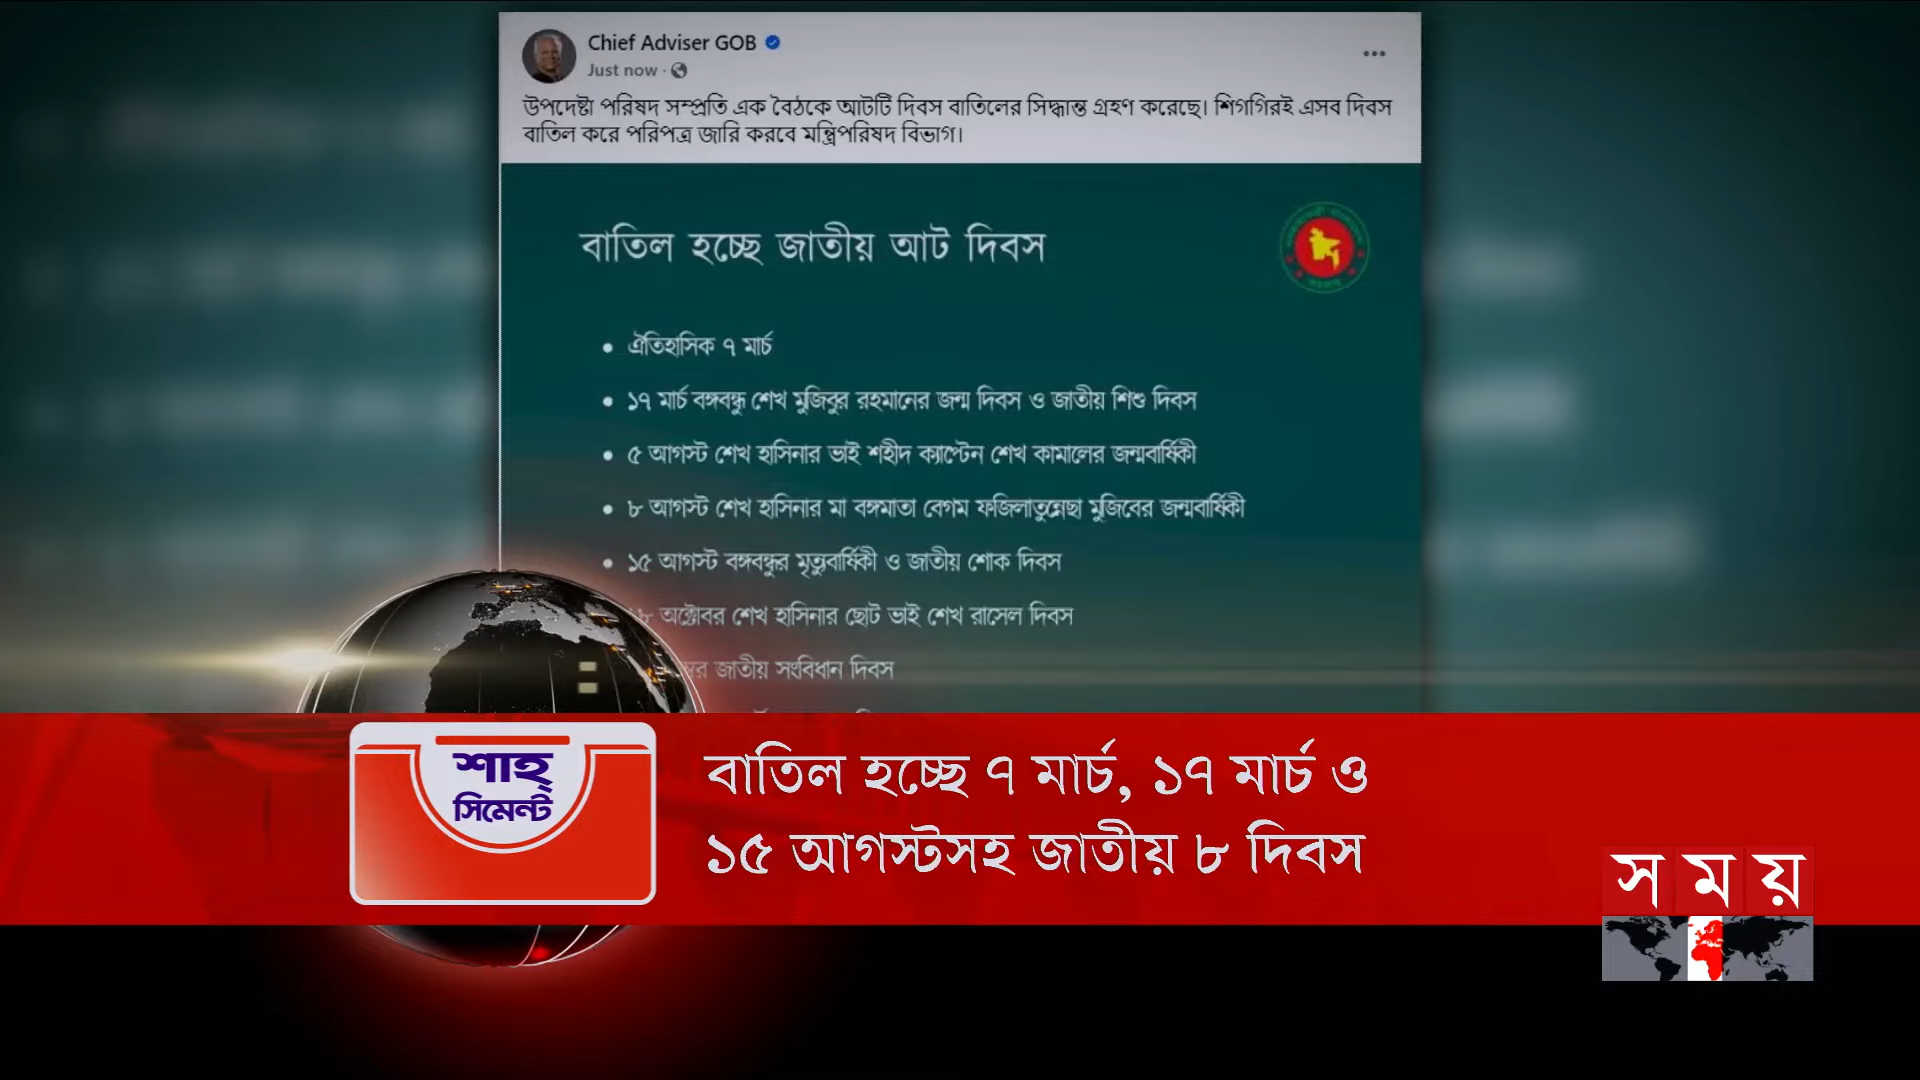 Chief Adviser GOB
Just now ·
উপদেষ্টা পরিষদ সম্প্রতি এক বৈঠকে আটটি দিবস বাতিলের সিদ্ধান্ত গ্রহণ করেছে। শিগগিরই এসব দিবস
বাতিল করে পরিপত্র জারি করবে মন্ত্রিপরিষদ বিভাগ।
বাতিল হচ্ছে জাতীয় আট দিবস
• ঐতিহাসিক ৭ মার্চ
• ১৭ মার্চ বঙ্গবন্ধু শেখ মুজিবুর রহমানের জন্ম দিবস ও জাতীয় শিশু দিবস
• ৫ আগস্ট শেখ হাসিনার ভাই শহীদ ক্যাপ্টেন শেখ কামালের জন্মবার্ষিকী
• ৮ আগস্ট শেখ হাসিনার মা বঙ্গমাতা বেগম ফজিলাতুন্নেছা মুজিবের জন্মবার্ষিকী
• ১৫ আগস্ট বঙ্গবন্ধুর মৃত্যুবার্ষিকী ও জাতীয় শোক দিবস
৮ অক্টোবর শেখ হাসিনার ছোট ভাই শেখ রাসেল দিবস
জাতীয় সংবিধান দিবস
শাহ্
সিমেন্ট
বাতিল হচ্ছে ৭ মার্চ, ১৭ মার্চ ও
১৫ আগস্টসহ জাতীয় ৮ দিবস
সময়